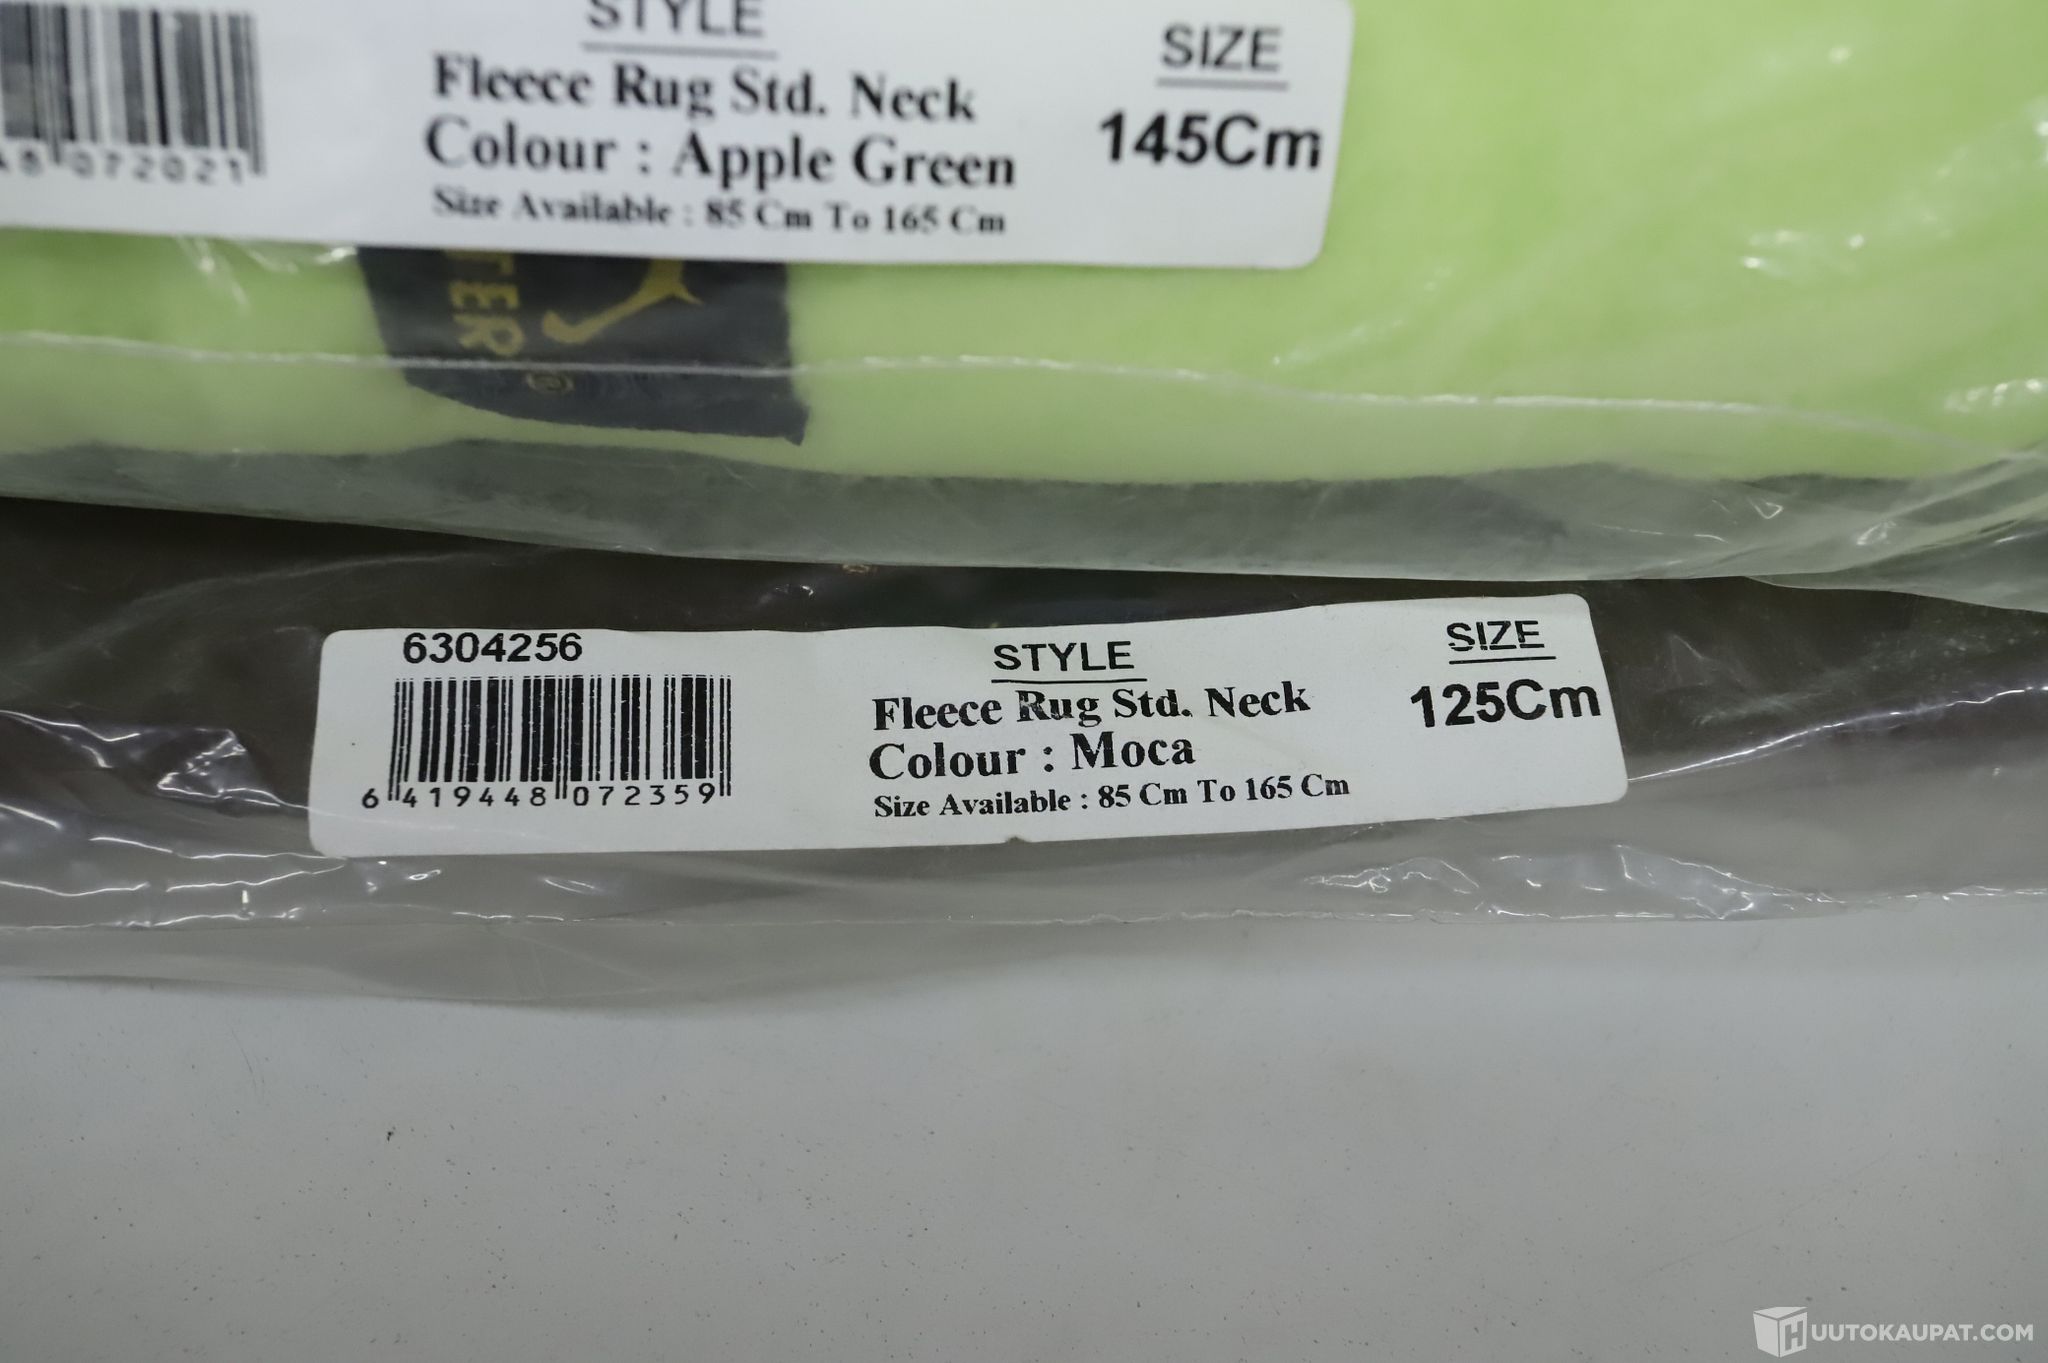 STYLE
Fleece Rug Std. Neck
Colour : Apple Green
Size Available : 85 Cm To 165 Cm
SIZE
145Cm
072021
TER®
6304256
6 419448 072359
STYLE
Fleece Rug Std. Neck
Colour : Moca
Size Available : 85 Cm To 165 Cm
SIZE
125Cm
HUUTOKAUPAT.COM